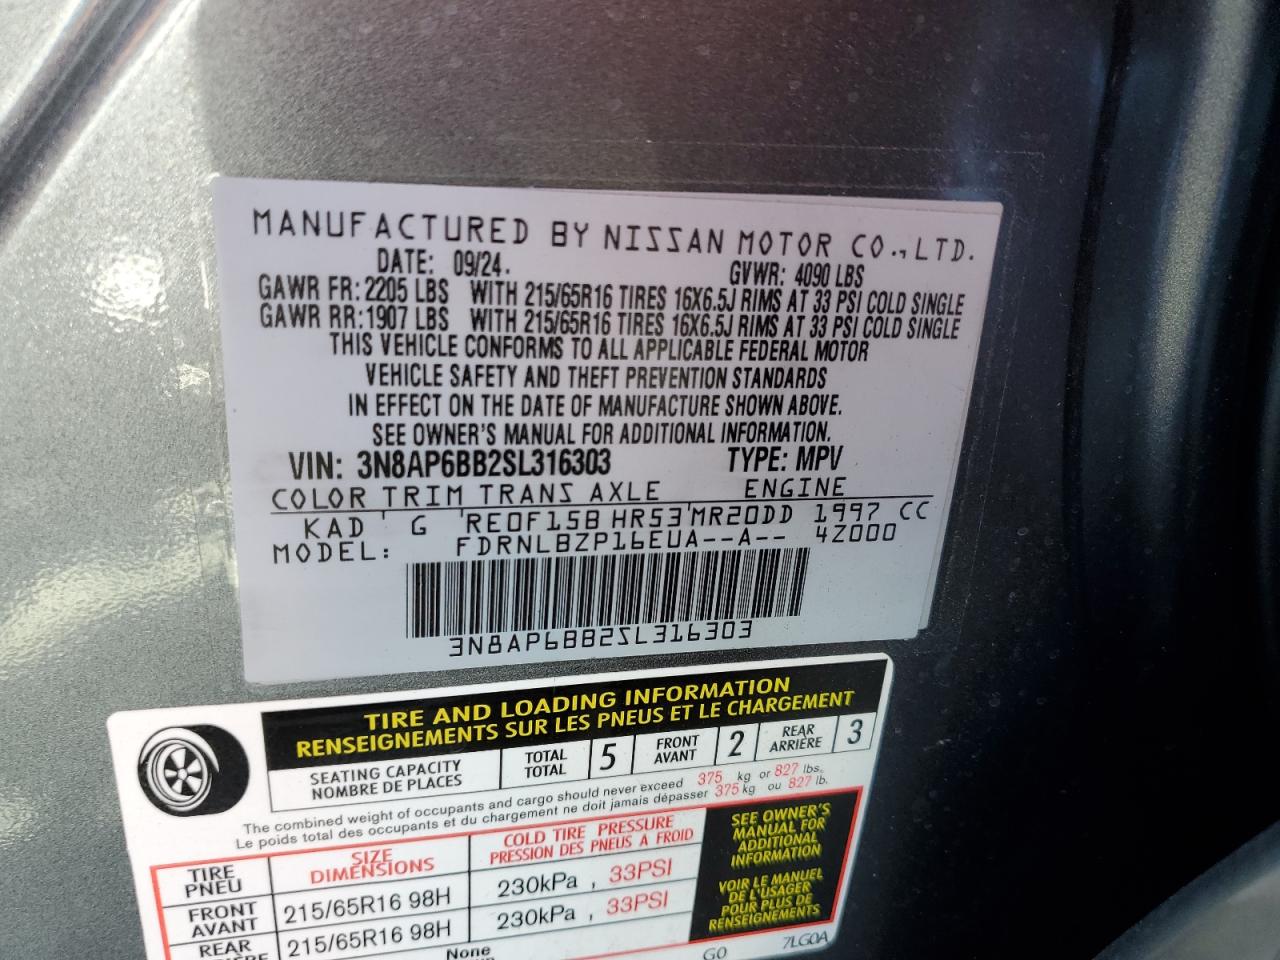 MANUFACTURED BY NISSAN MOTOR CO.,LTD.
DATE: 09/24. GVWR: 4090 LBS
GAWR FR: 2205 LBS WITH 215/65R16 TIRES 16X6.5J RIMS AT 33 PSI COLD SINGLE
GAWR RR: 1907 LBS WITH 215/65R16 TIRES 16X6.5J RIMS AT 33 PSI COLD SINGLE
THIS VEHICLE CONFORMS TO ALL APPLICABLE FEDERAL MOTOR
VEHICLE SAFETY AND THEFT PREVENTION STANDARDS
IN EFFECT ON THE DATE OF MANUFACTURE SHOWN ABOVE.
SEE OWNER'S MANUAL FOR ADDITIONAL INFORMATION.
VIN: 3N8AP6BB2SL316303 TYPE: MPV
COLOR TRIM TRANS AXLE ENGINE
KAD G RE0F15B HR53 MR20DD 1997 CC
MODEL: FDRNLBZP16EUA--A-- 4Z000
3N8AP6BB2SL316303
TIRE AND LOADING INFORMATION
RENSEIGNEMENTS SUR LES PNEUS ET LE CHARGEMENT
SEATING CAPACITY
NOMBRE DE PLACES
TOTAL
TOTAL
5
FRONT
AVANT
2
REAR
ARRIÈRE
3
The combined weight of occupants and cargo should never exceed 375 kg or 827 lbs.
Le poids total des occupants et du chargement ne doit jamais dépasser 375 kg ou 827 lb.
TIRE
PNEU
SIZE
DIMENSIONS
COLD TIRE PRESSURE
PRESSION DES PNEUS À FROID
FRONT
AVANT
215/65R16 98H
230kPa , 33PSI
REAR
215/65R16 98H
230kPa , 33PSI
None
SEE OWNER'S
MANUAL FOR
ADDITIONAL
INFORMATION
VOIR LE MANUEL
DE L'USAGER
POUR PLUS DE
RENSEIGNEMENTS
G0
7LG0A